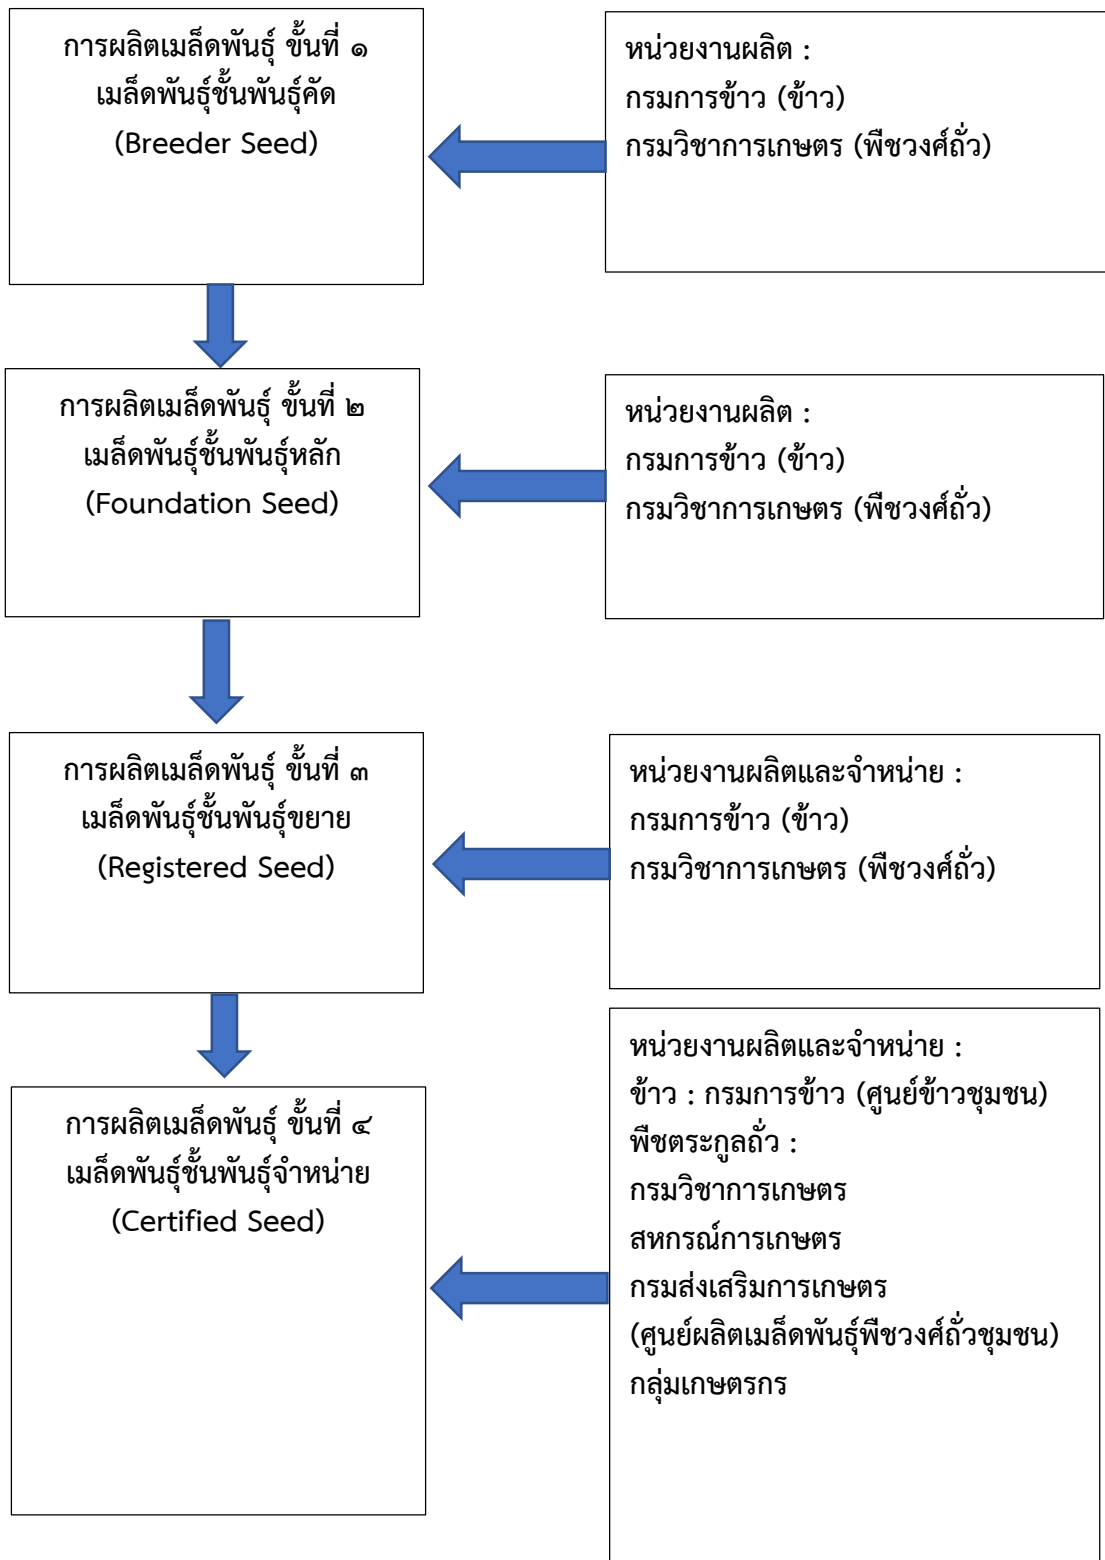 การผลิตเมล็ดพันธุ์ ขั้นที่ ๑
เมล็ดพันธุ์ชั้นพันธุ์คัด
(Breeder Seed)
หน่วยงานผลิต :
กรมการข้าว (ข้าว)
กรมวิชาการเกษตร (พืชวงศ์ถั่ว)
การผลิตเมล็ดพันธุ์ ขั้นที่ ๒
เมล็ดพันธุ์ชั้นพันธุ์หลัก
(Foundation Seed)
หน่วยงานผลิต :
กรมการข้าว (ข้าว)
กรมวิชาการเกษตร (พืชวงศ์ถั่ว)
การผลิตเมล็ดพันธุ์ ขั้นที่ ๓
เมล็ดพันธุ์ชั้นพันธุ์ขยาย
(Registered Seed)
หน่วยงานผลิตและจำหน่าย :
กรมการข้าว (ข้าว)
กรมวิชาการเกษตร (พืชวงศ์ถั่ว)
การผลิตเมล็ดพันธุ์ ขั้นที่ ๔
เมล็ดพันธุ์ชั้นพันธุ์จำหน่าย
(Certified Seed)
หน่วยงานผลิตและจำหน่าย :
ข้าว : กรมการข้าว (ศูนย์ข้าวชุมชน)
พืชตระกูลถั่ว :
กรมวิชาการเกษตร
สหกรณ์การเกษตร
กรมส่งเสริมการเกษตร
(ศูนย์ผลิตเมล็ดพันธุ์พืชวงศ์ถั่วชุมชน)
กลุ่มเกษตรกร